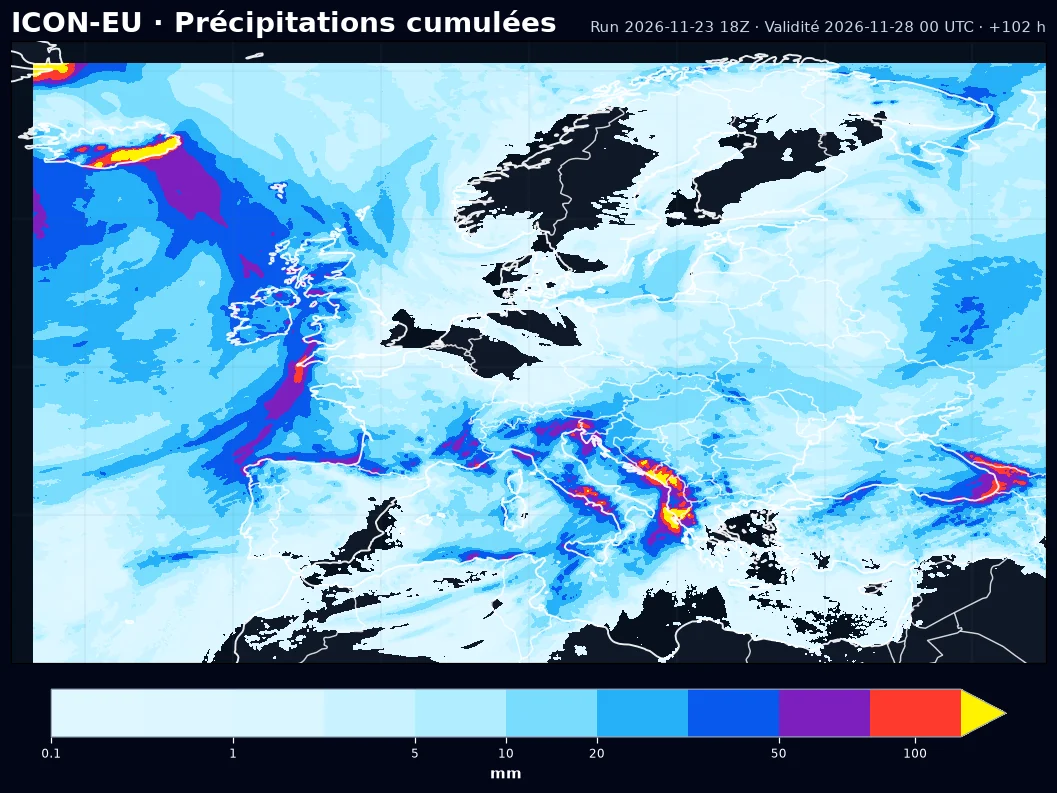 ICON-EU · Précipitations cumulées
Run 2026-11-23 18Z · Validité 2026-11-28 00 UTC · +102 h
0.1 1 5 10 20 50 100
mm